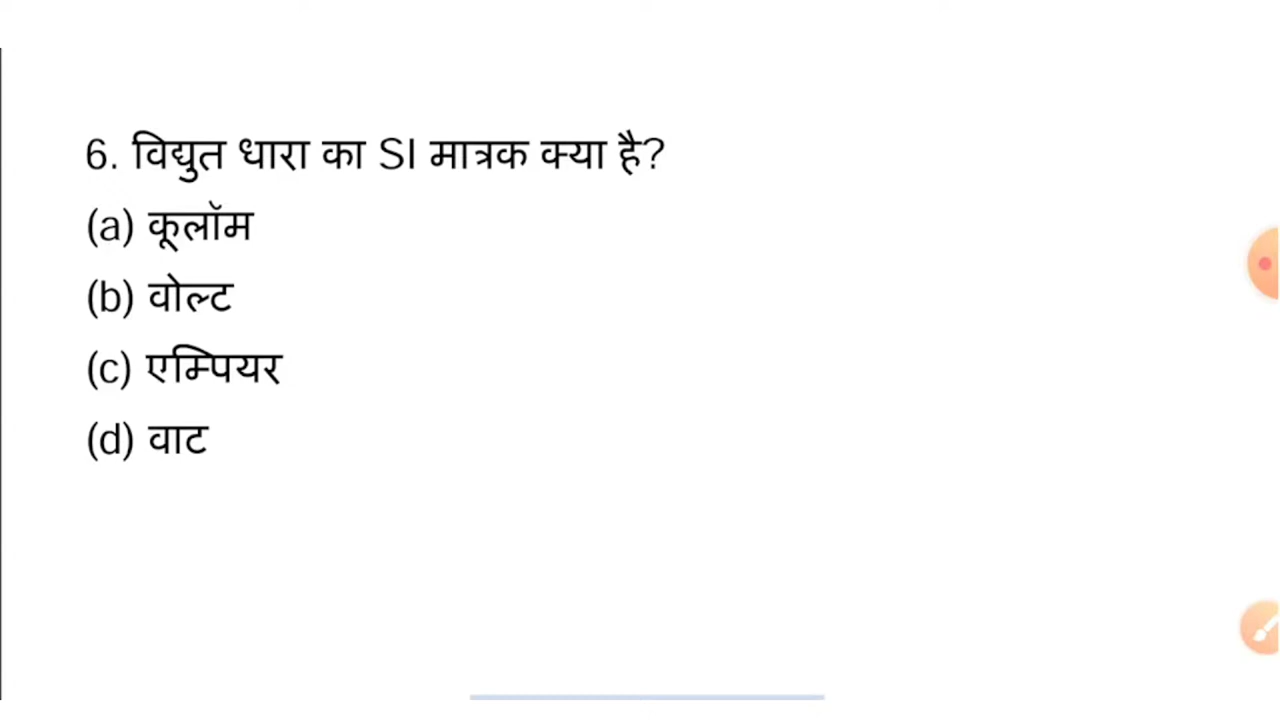 6. विद्युत धारा का SI मात्रक क्या है?
(a) कूलॉम
(b) वोल्ट
(c) एम्पियर
(d) वाट